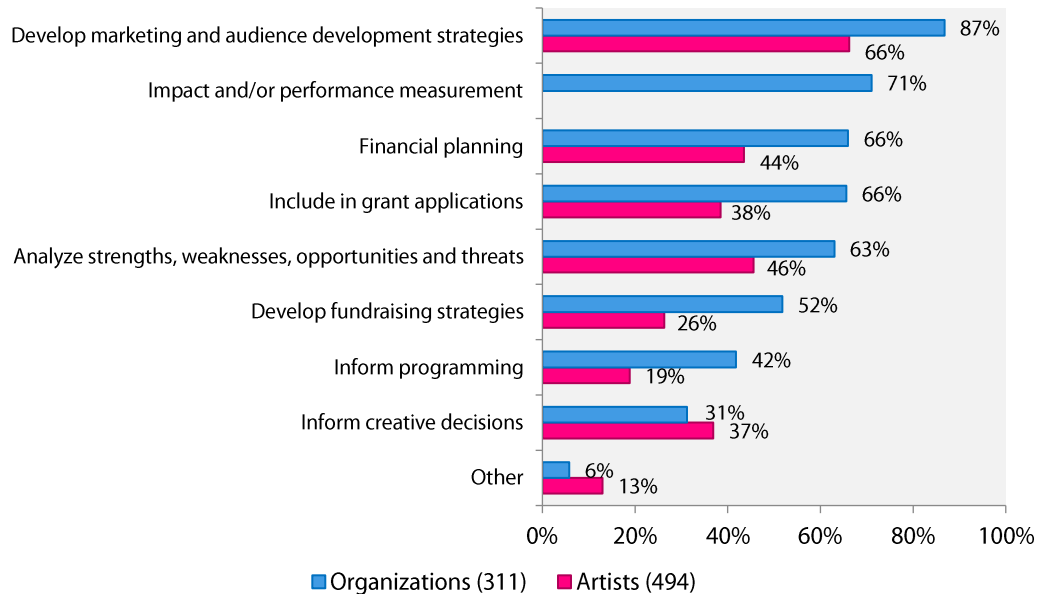 Develop marketing and audience development strategies
87%
66%
Impact and/or performance measurement
71%
Financial planning
66%
44%
Include in grant applications
66%
38%
Analyze strengths, weaknesses, opportunities and threats
63%
46%
Develop fundraising strategies
52%
26%
Inform programming
42%
19%
Inform creative decisions
31%
37%
Other
6%
13%
0% 20% 40% 60% 80% 100%
Organizations (311) Artists (494)